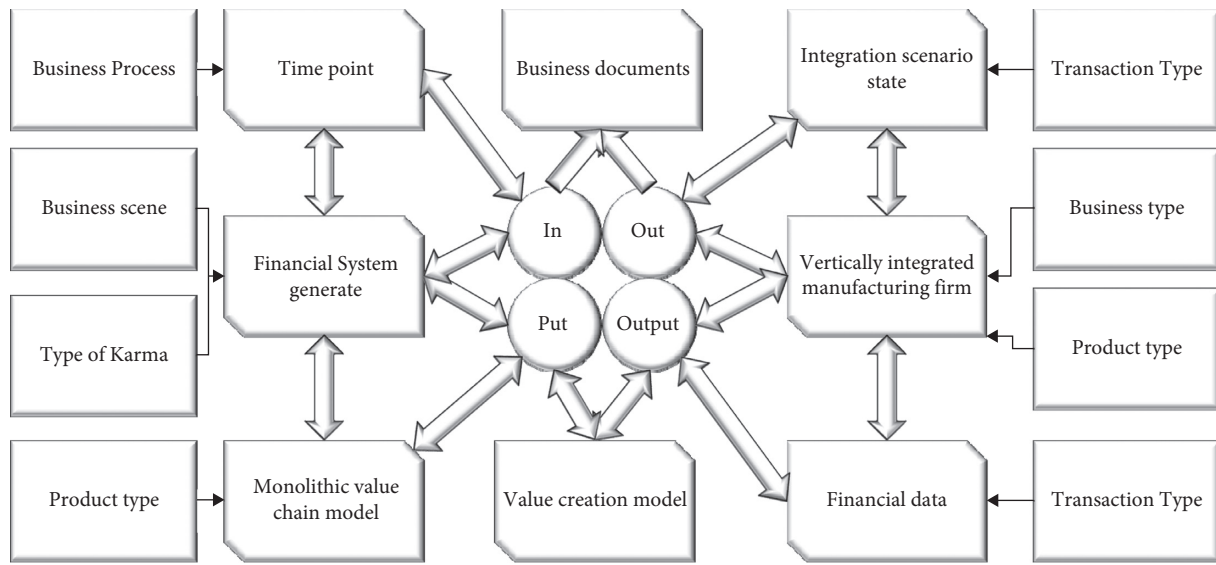 Business Process
Time point
Business documents
Integration scenario
state
Transaction Type
Business scene
Business type
In
Out
Financial System
generate
Vertically integrated
manufacturing firm
Type of Karma
Put
Output
Product type
Product type
Monolithic value
chain model
Value creation model
Financial data
Transaction Type